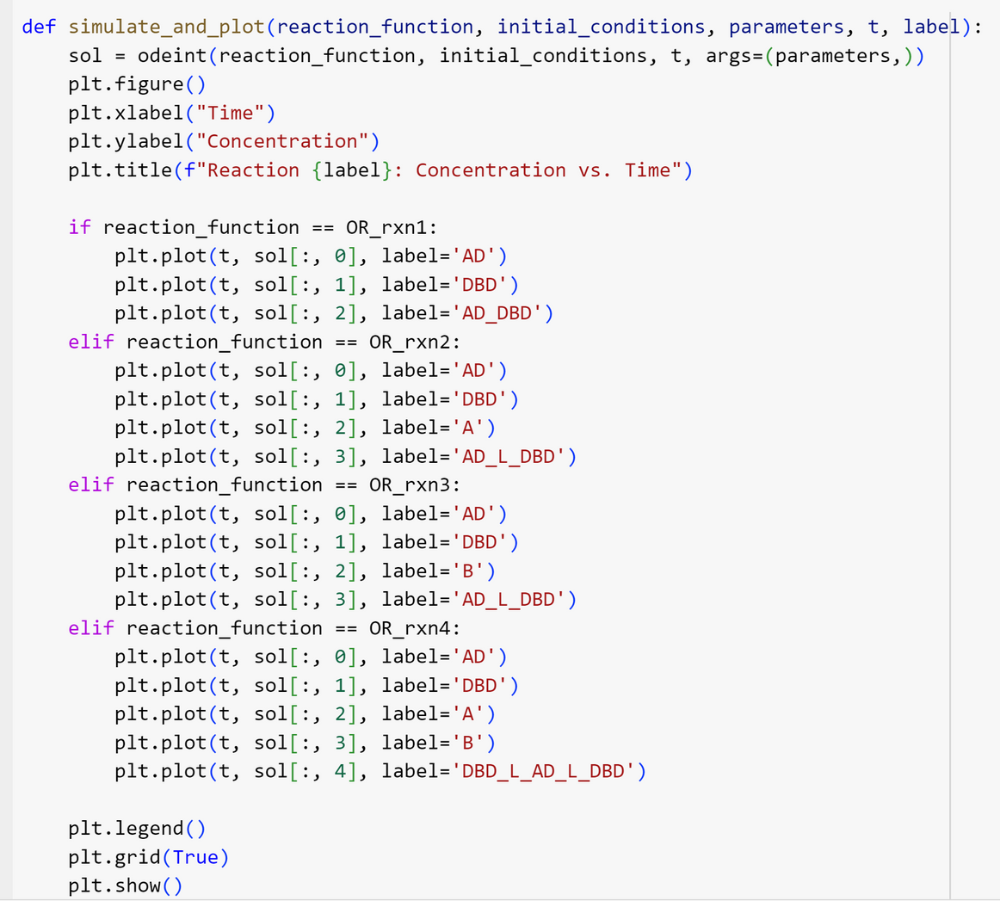 def simulate_and_plot(reaction_function, initial_conditions, parameters, t, label):
    sol = odeint(reaction_function, initial_conditions, t, args=(parameters,))
    plt.figure()
    plt.xlabel("Time")
    plt.ylabel("Concentration")
    plt.title(f"Reaction {label}: Concentration vs. Time")

    if reaction_function == OR_rxn1:
        plt.plot(t, sol[:, 0], label='AD')
        plt.plot(t, sol[:, 1], label='DBD')
        plt.plot(t, sol[:, 2], label='AD_DBD')
    elif reaction_function == OR_rxn2:
        plt.plot(t, sol[:, 0], label='AD')
        plt.plot(t, sol[:, 1], label='DBD')
        plt.plot(t, sol[:, 2], label='A')
        plt.plot(t, sol[:, 3], label='AD_L_DBD')
    elif reaction_function == OR_rxn3:
        plt.plot(t, sol[:, 0], label='AD')
        plt.plot(t, sol[:, 1], label='DBD')
        plt.plot(t, sol[:, 2], label='B')
        plt.plot(t, sol[:, 3], label='AD_L_DBD')
    elif reaction_function == OR_rxn4:
        plt.plot(t, sol[:, 0], label='AD')
        plt.plot(t, sol[:, 1], label='DBD')
        plt.plot(t, sol[:, 2], label='A')
        plt.plot(t, sol[:, 3], label='B')
        plt.plot(t, sol[:, 4], label='DBD_L_AD_L_DBD')

    plt.legend()
    plt.grid(True)
    plt.show()